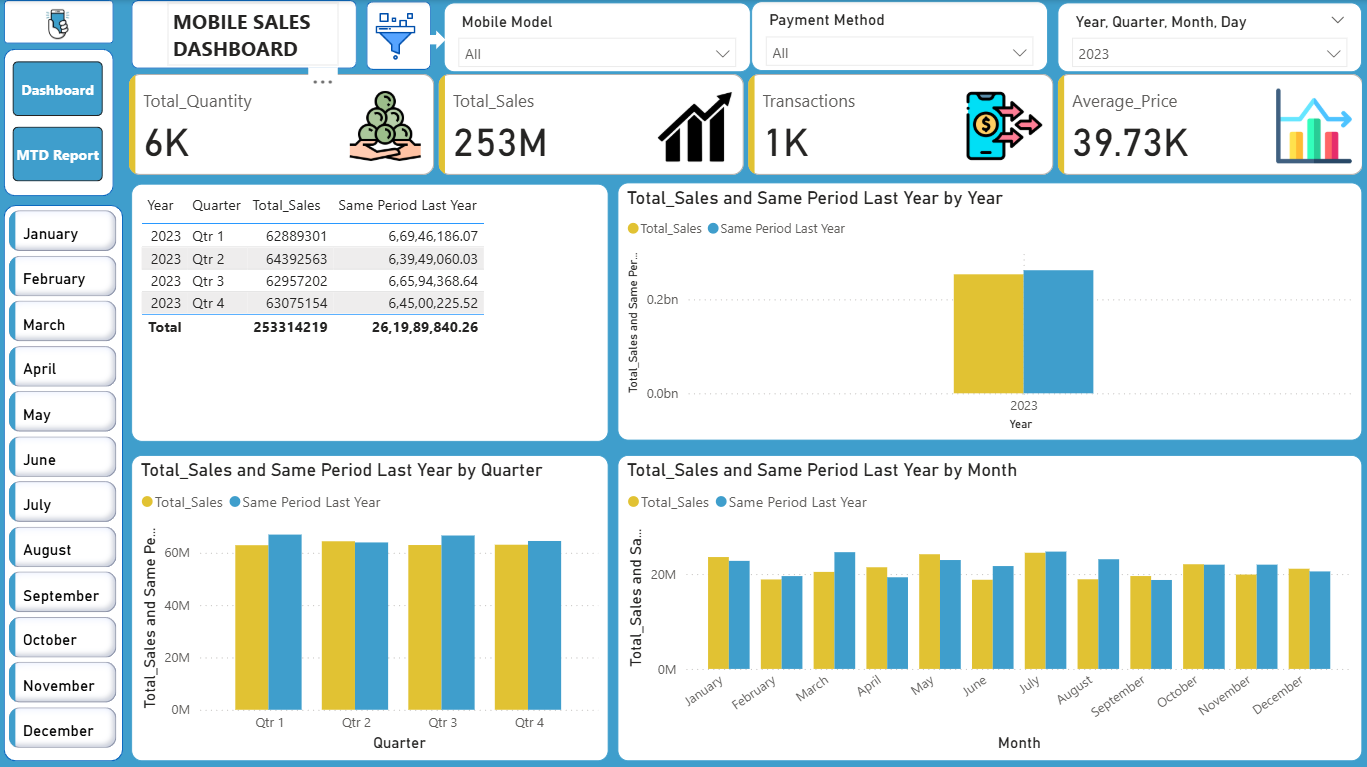 MOBILE SALES
DASHBOARD
Mobile Model
All
Payment Method
All
Year, Quarter, Month, Day
2023
Dashboard
MTD Report
Total_Quantity
6K
Total_Sales
253M
Transactions
1K
Average_Price
39.73K
January
February
March
April
May
June
July
August
September
October
November
December
Year Quarter Total_Sales Same Period Last Year
2023 Qtr 1 62889301 6,69,46,186.07
2023 Qtr 2 64392563 6,39,49,060.03
2023 Qtr 3 62957202 6,65,94,368.64
2023 Qtr 4 63075154 6,45,00,225.52
Total 253314219 26,19,89,840.26
Total_Sales and Same Period Last Year by Year
Total_Sales Same Period Last Year
Total_Sales and Same Per...
0.2bn
0.0bn
2023
Year
Total_Sales and Same Period Last Year by Quarter
Total_Sales Same Period Last Year
Total_Sales and Same Pe...
60M
40M
20M
0M
Qtr 1 Qtr 2 Qtr 3 Qtr 4
Quarter
Total_Sales and Same Period Last Year by Month
Total_Sales Same Period Last Year
Total_Sales and Sa...
20M
0M
January February March April May June July August September October November December
Month